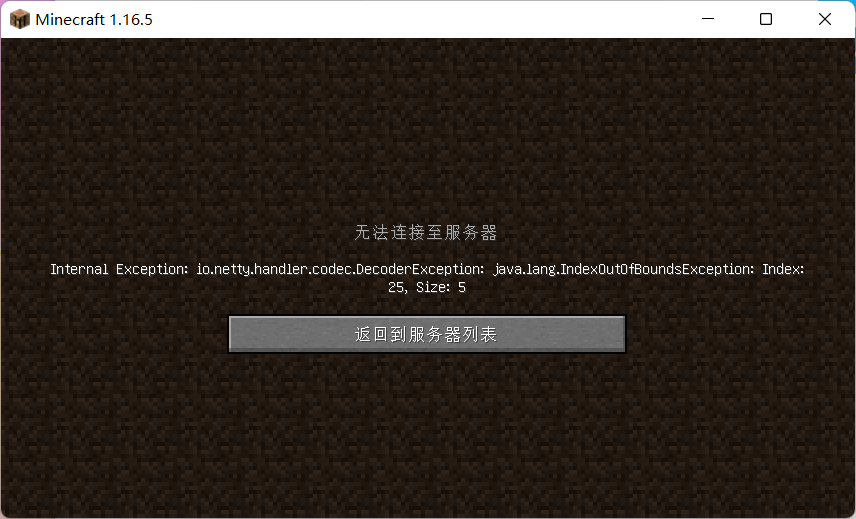 Minecraft 1.16.5
无法连接至服务器
Internal Exception: io.netty.handler.codec.DecoderException: java.lang.IndexOutOfBoundsException: Index:
25, Size: 5
返回到服务器列表